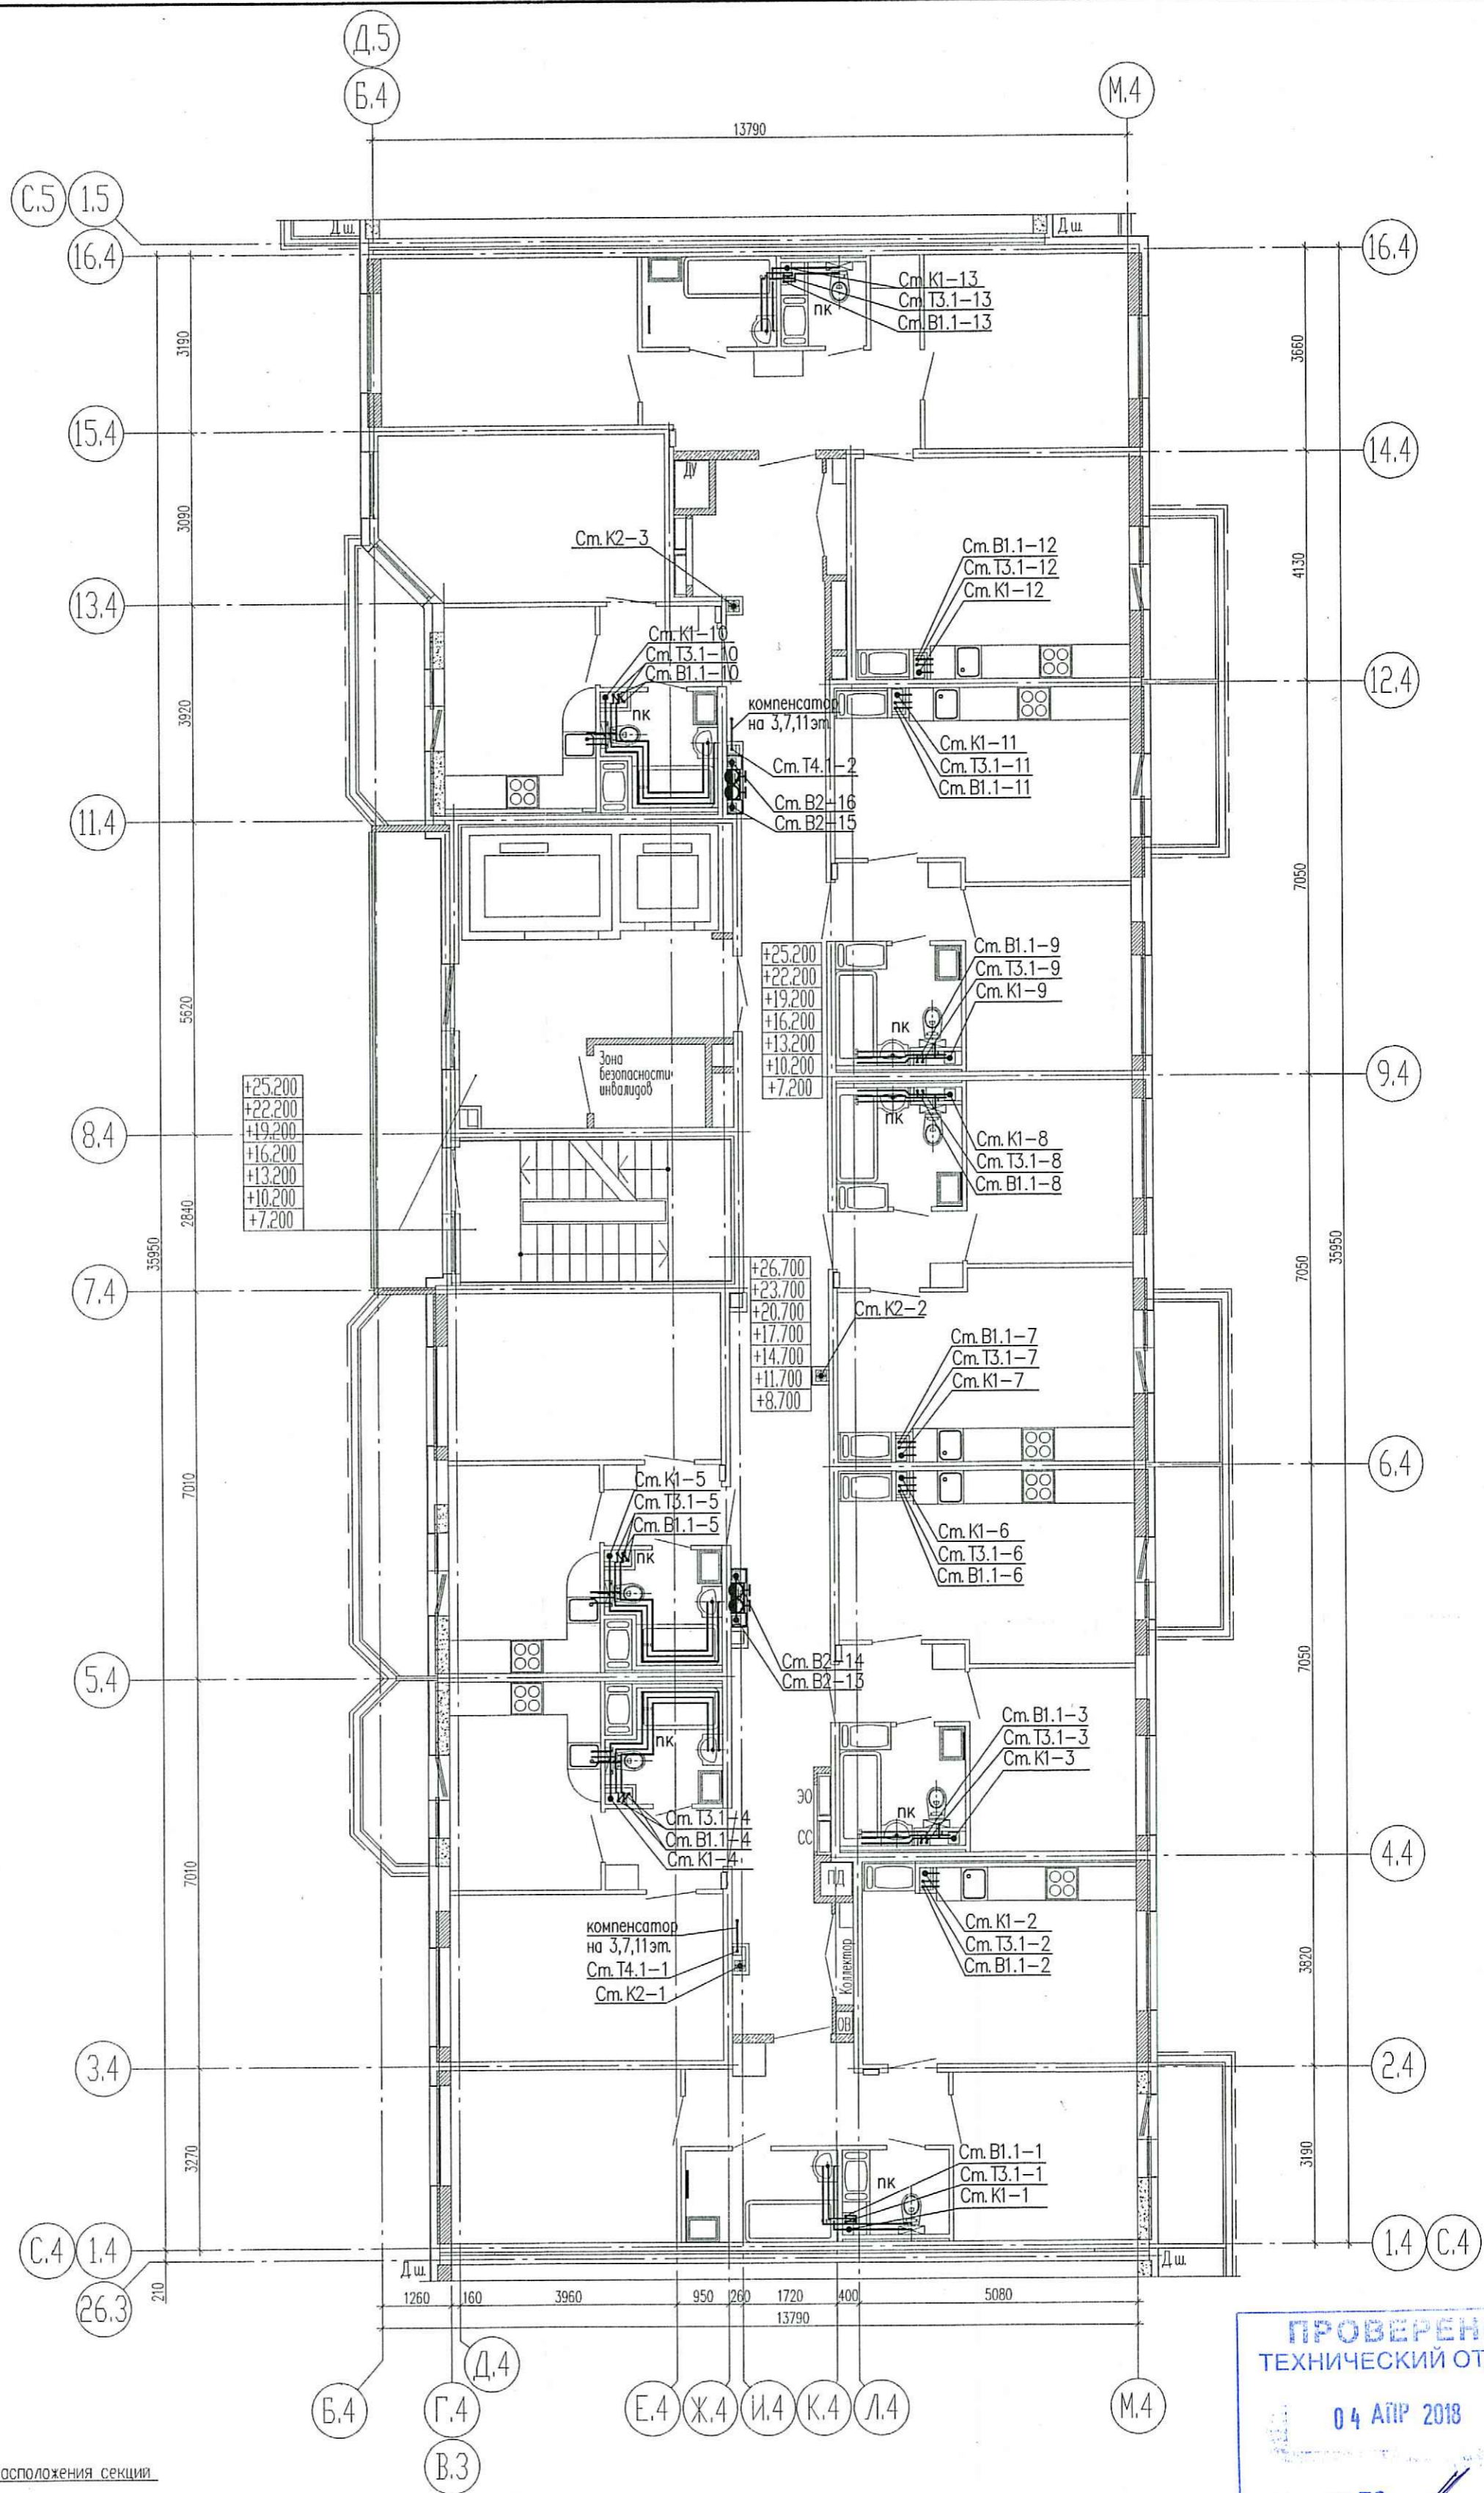 Д.5
Б.4
М.4
13790
С.5
1.5
16.4
16.4
Д.ш.
Д.ш.
Ст. К1-13
Ст. Т3.1-13
Ст. В1.1-13
пк
3190
3660
15.4
14.4
ДУ
3090
Ст. К2-3
Ст. В1.1-12
Ст. Т3.1-12
Ст. К1-12
4130
13.4
Ст. К1-10
Ст. Т3.1-10
Ст. В1.1-10
12.4
компенсатор
на 3,7,11эт.
пк
3920
Ст. К1-11
Ст. Т3.1-11
Ст. В1.1-11
Ст. Т4.1-2
Ст. В2-16
Ст. В2-15
11.4
7050
+25.200
+22.200
+19.200
+16.200
+13.200
+10.200
+7.200
Ст. В1.1-9
Ст. Т3.1-9
Ст. К1-9
5620
пк
Зона
безопасности
инвалидов
9.4
+25.200
+22.200
+19.200
+16.200
+13.200
+10.200
+7.200
8.4
пк
Ст. К1-8
Ст. Т3.1-8
Ст. В1.1-8
2840
35950
35950
7050
7.4
+26.700
+23.700
+20.700
+17.700
+14.700
+11.700
+8.700
Ст. К2-2
Ст. В1.1-7
Ст. Т3.1-7
Ст. К1-7
6.4
7010
Ст. К1-5
Ст. Т3.1-5
Ст. В1.1-5
пк
Ст. К1-6
Ст. Т3.1-6
Ст. В1.1-6
Ст. В2-14
Ст. В2-13
7050
5.4
пк
Ст. В1.1-3
Ст. Т3.1-3
Ст. К1-3
ЭО
СС
пк
Ст. Т3.1-4
Ст. В1.1-4
Ст. К1-4
4.4
7010
ПД
компенсатор
на 3,7,11эт.
Ст. Т4.1-1
Ст. К2-1
Коллектор
ОВ
Ст. К1-2
Ст. Т3.1-2
Ст. В1.1-2
3820
3.4
2.4
3270
Ст. В1.1-1
Ст. Т3.1-1
Ст. К1-1
пк
3190
С.4
1.4
1.4
С.4
26.3
210
Д.ш.
Д.ш.
1260
160
3960
950
260
1720
400
5080
13790
Д.4
Б.4
Г.4
Е.4
Ж.4
И.4
К.4
Л.4
М.4
В.3
ПРОВЕРЕН
ТЕХНИЧЕСКИЙ ОТ
04 АПР 2018
асположения секции